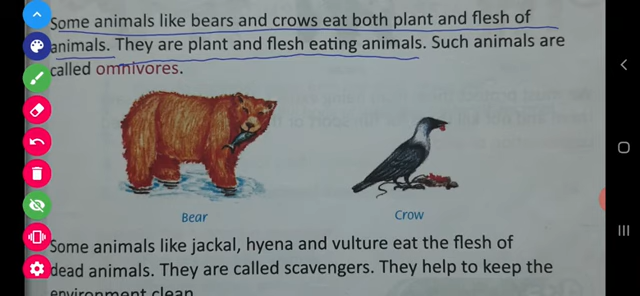 Some animals like bears and crows eat both plant and flesh of
animals. They are plant and flesh eating animals. Such animals are
called omnivores.
Bear
Crow
Some animals like jackal, hyena and vulture eat the flesh of
dead animals. They are called scavengers. They help to keep the
environment clean